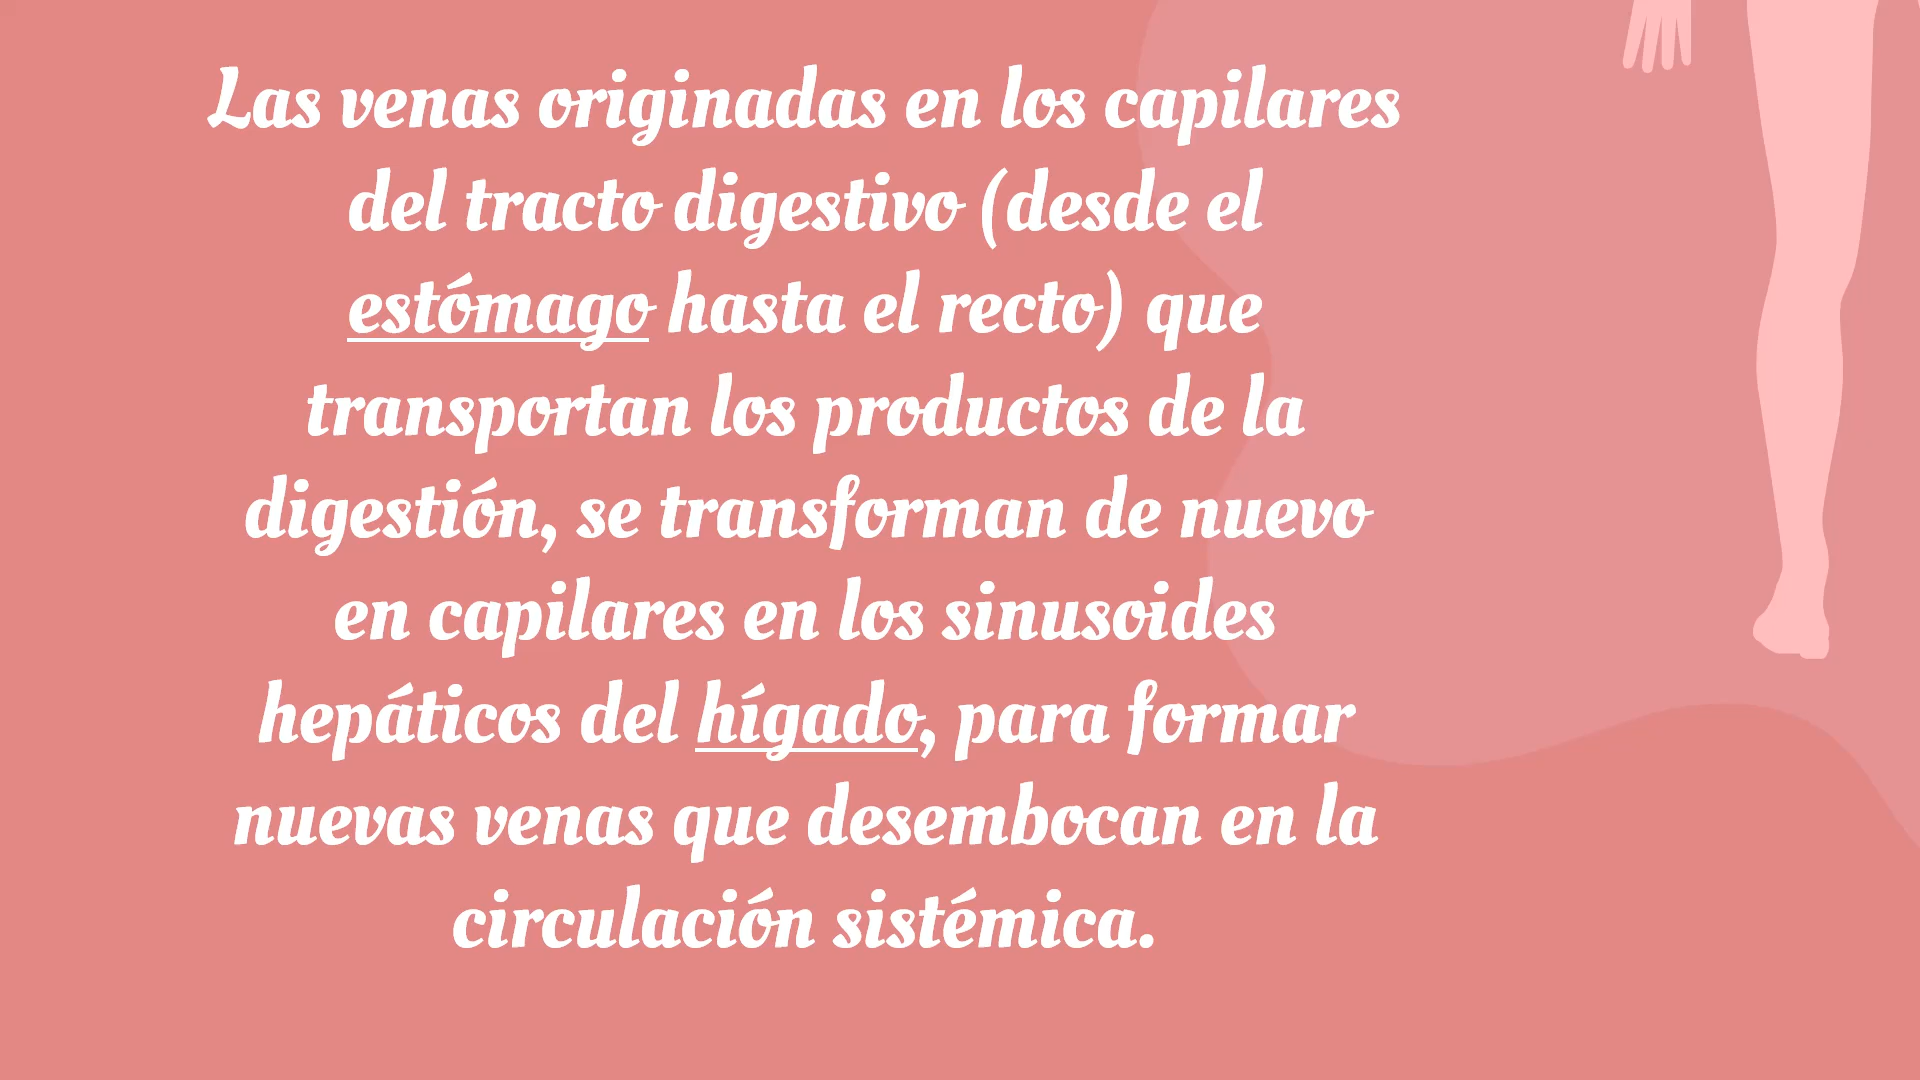 Las venas originadas en los capilares
del tracto digestivo (desde el
estómago hasta el recto) que
transportan los productos de la
digestión, se transforman de nuevo
en capilares en los sinusoides
hepáticos del hígado, para formar
nuevas venas que desembocan en la
circulación sistémica.